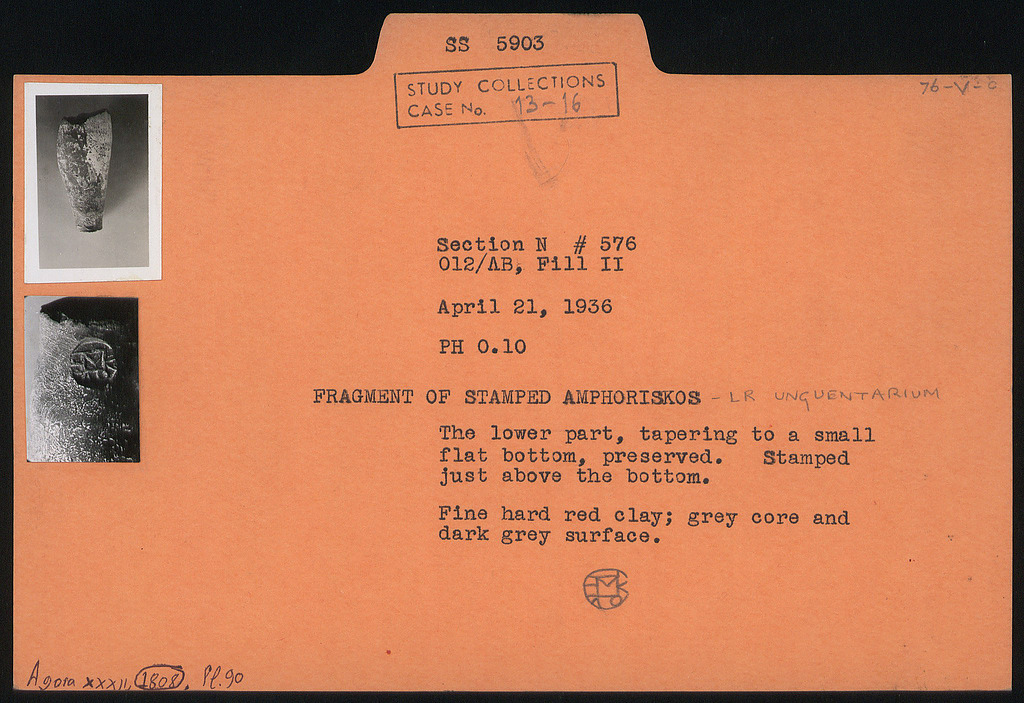 SS 5903
STUDY COLLECTIONS
CASE No. 13-16
Section N # 576
O12/AB, Fill II
April 21, 1936
PH 0.10
FRAGMENT OF STAMPED AMPHORISKOS - LR UNGUENTARIUM
The lower part, tapering to a small
flat bottom, preserved. Stamped
just above the bottom.
Fine hard red clay; grey core and
dark grey surface.
Agora XXXII, 1808, Pl.90